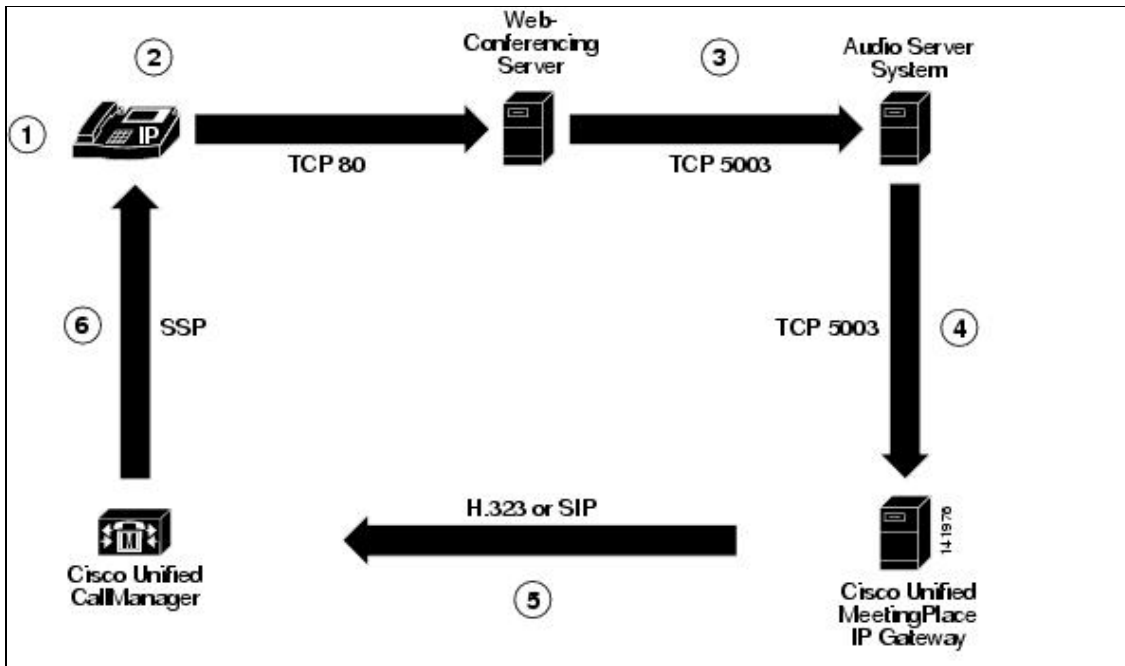 Web-
Conferencing
Server
Audio Server
System
1
2
3
IP
TCP 80
TCP 5003
6
SSP
TCP 5003
4
H.323 or SIP
M
141976
Cisco Unified
CallManager
5
Cisco Unified
MeetingPlace
IP Gateway